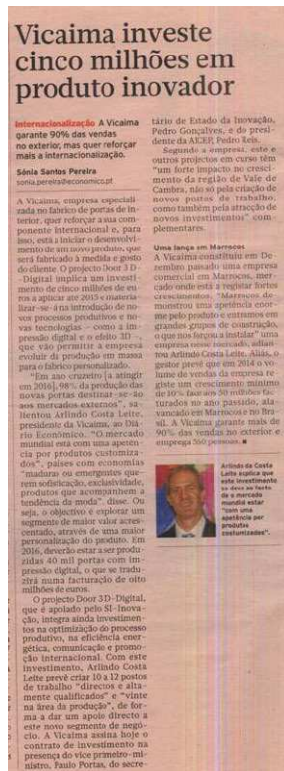 Vicaima investe
cinco milhões em
produto inovador
Internacionalização A Vicaima
garante 90% das vendas
no exterior, mas quer reforçar
mais a internacionalização.
Sónia Santos Pereira
sonia.pereira@economico.pt
A Vicaima, empresa especiali-
zada no fabrico de portas de in-
terior, quer reforçar a sua com-
ponente internacional e, para
isso, está a iniciar o desenvolvi-
mento de um novo produto, que
será fabricado à medida e gosto
do cliente. O projecto Door 3 D
-Digital implica um investi-
mento de cinco milhões de eu-
ros a aplicar até 2015 e materia-
lizar-se-á na introdução de no-
vos processos produtivos e no-
vas tecnologias - como a im-
pressão digital e o efeito 3D -,
que vão permitir à empresa
evoluir da produção em massa
para o fabrico personalizado.
"Em ano cruzeiro [a atingir
em 2016], 98% da produção das
novas portas destinar-se-ão
aos mercados externos", sa-
lientou Arlindo Costa Leite,
presidente da Vicaima, ao Diá-
rio Económico. "O mercado
mundial está com uma apetên-
cia por produtos customiza-
dos", países com economias
"maduras ou emergentes que-
rem sofisticação, exclusividade,
produtos que acompanhem a
tendência da moda", disse. Ou
seja, o objectivo é explorar um
segmento de maior valor acres-
centado, através de uma maior
personalização do produto. Em
2016, deverão estar a ser produ-
zidas 40 mil portas com im-
pressão digital, o que se tradu-
zirá numa facturação de oito
milhões de euros.
O projecto Door 3 D-Digital,
que é apoiado pelo SI-Inova-
ção, integra ainda investimen-
tos na optimização do processo
produtivo, na eficiência ener-
gética, comunicação e promo-
ção internacional. Com este
investimento, Arlindo Costa
Leite prevê criar 10 a 12 postos
de trabalho "directos e alta-
mente qualificados" e "vinte
na área da produção", de for-
ma a dar um apoio directo a
este novo segmento de negó-
cio. A Vicaima assina hoje o
contrato de investimento na
presença do vice primeiro-mi-
nistro, Paulo Portas, do secre-
tário de Estado da Inovação,
Pedro Gonçalves, e do presi-
dente da AICEP, Pedro Reis.
Segundo a empresa, este e
outros projectos em curso têm
"um forte impacto no cresci-
mento da região de Vale de
Cambra, não só pela criação de
novos postos de trabalho,
como também pela atracção de
novos investimentos" com-
plementares.
Uma lança em Marrocos
A Vicaima constituiu em De-
zembro passado uma empresa
comercial em Marrocos, mer-
cado onde está a registar fortes
crescimentos. "Marrocos de-
monstrou uma apetência enor-
me pelo produto e entramos em
grandes grupos de construção,
o que nos forçou a instalar" uma
empresa nesse mercado, adian-
tou Arlindo Costa Leite. Aliás, o
gestor prevê que em 2014 o vo-
lume de vendas da empresa re-
giste um crescimento mínimo
de 10% face aos 50 milhões fac-
turados no ano passado, ala-
vancado em Marrocos e no Bra-
sil. A Vicaima garante mais de
90% das vendas no exterior e
emprega 560 pessoas.
Arlindo da Costa
Leite explica que
este investimento
se deve ao facto
de o mercado
mundial estar
"com uma
apetência por
produtos
costumizados".